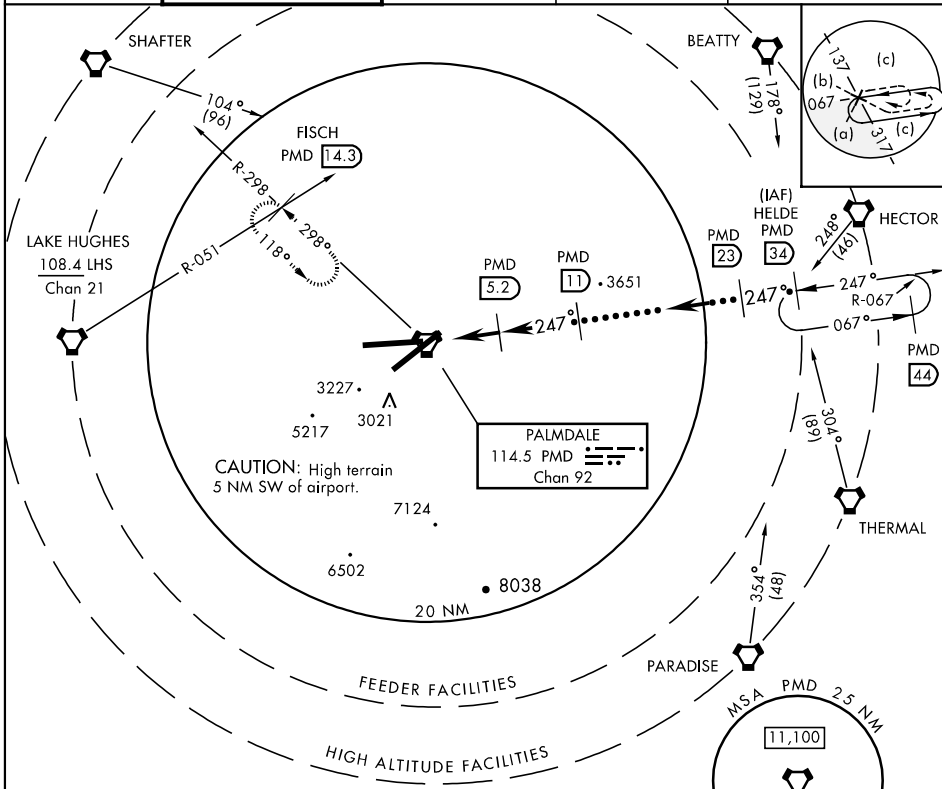 SHAFTER
104°
(96)
R-298
FISCH
PMD 14.3
298°
118°
R-051
LAKE HUGHES
108.4 LHS
Chan 21
BEATTY
178°
(129)
137
(b)
067
(a)
(c)
(c)
317
(IAF)
HELDE
PMD
34
HECTOR
248°
(46)
PMD
23
PMD
11
3651
PMD
5.2
247°
247°
247°
R-067
067°
PMD
44
304°
(89)
THERMAL
3227
3021
5217
CAUTION: High terrain
5 NM SW of airport.
PALMDALE
114.5 PMD
Chan 92
7124
6502
8038
20 NM
354°
(48)
PARADISE
FEEDER FACILITIES
HIGH ALTITUDE FACILITIES
MSA PMD 25 NM
11,100